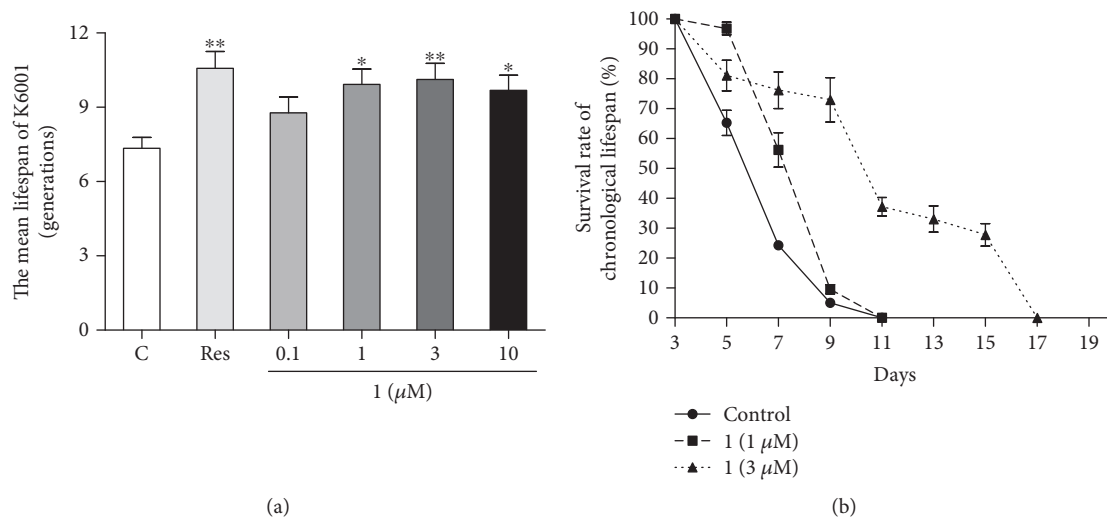 The mean lifespan of K6001
(generations)
12
9
6
3
0
**
*
**
*
C
Res
0.1
1
3
10
1 (μM)
(a)
Survival rate of
chronological lifespan (%)
100
90
80
70
60
50
40
30
20
10
0
3
5
7
9
11
13
15
17
19
Days
Control
1 (1 μM)
1 (3 μM)
(b)